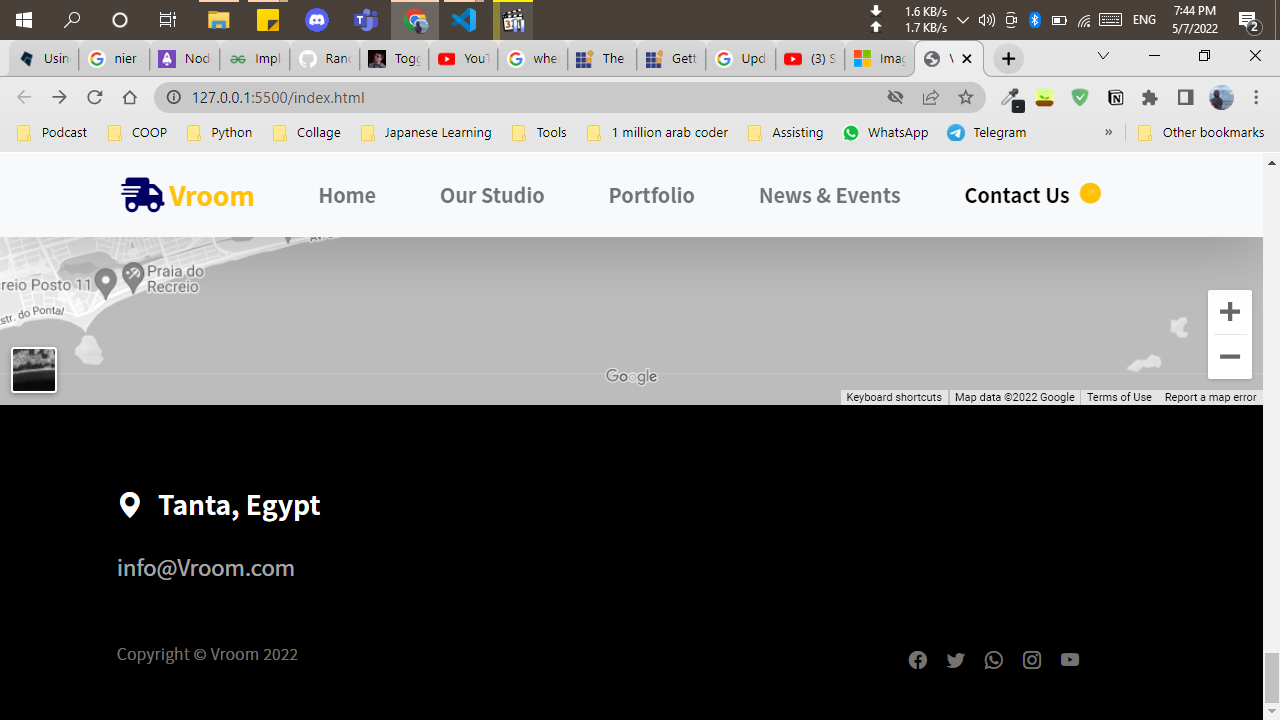 1.6 KB/s
1.7 KB/s
ENG
7:44 PM
5/7/2022
2
Usin
nier
Nod
Impl
Ranc
Togg
YouT
whe
The
Gett
Upd
(3) S
Imag
127.0.0.1:5500/index.html
Podcast
COOP
Python
Collage
Japanese Learning
Tools
1 million arab coder
Assisting
WhatsApp
Telegram
»
Other bookmarks
Vroom
Home
Our Studio
Portfolio
News & Events
Contact Us
Praia do
Recreio
creio Posto 11
str. do Pontal
Google
Keyboard shortcuts
Map data ©2022 Google
Terms of Use
Report a map error
Tanta, Egypt
info@Vroom.com
Copyright © Vroom 2022